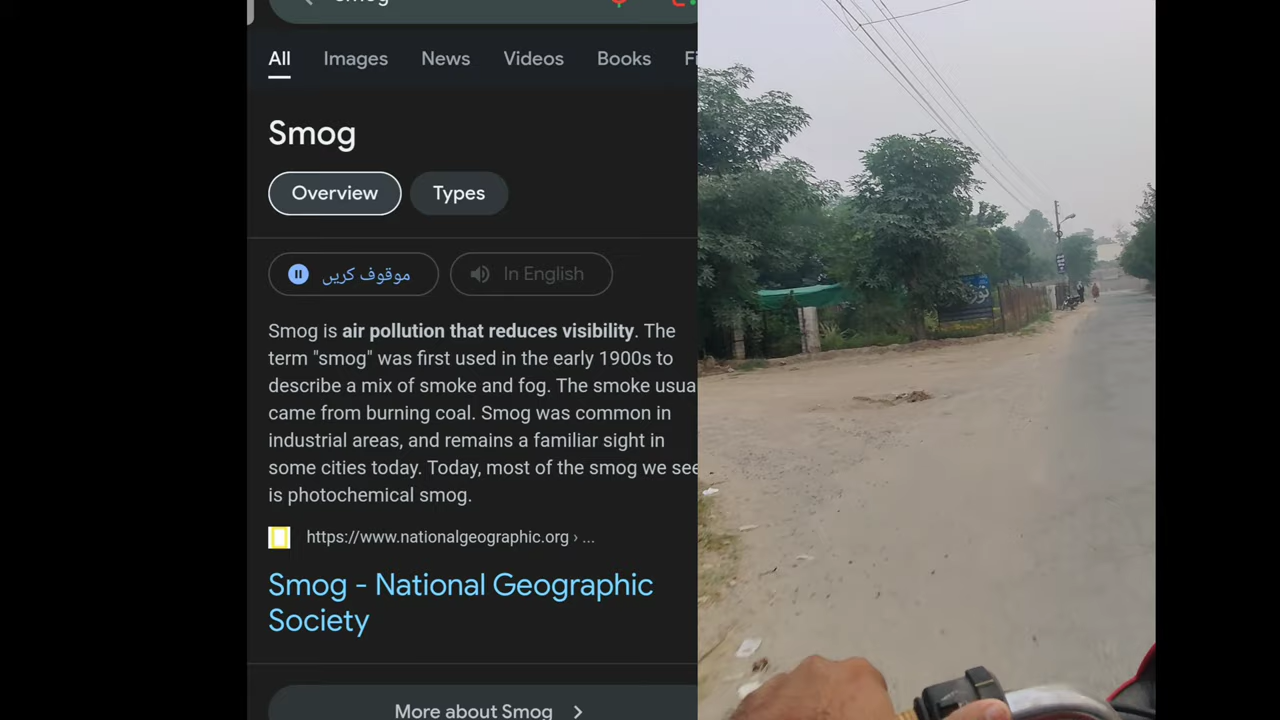 smog
All Images News Videos Books Fi
Smog
Overview Types
موقوف کریں In English
Smog is air pollution that reduces visibility. The
term "smog" was first used in the early 1900s to
describe a mix of smoke and fog. The smoke usua
came from burning coal. Smog was common in
industrial areas, and remains a familiar sight in
some cities today. Today, most of the smog we see
is photochemical smog.
https://www.nationalgeographic.org › ...
Smog - National Geographic
Society
More about Smog